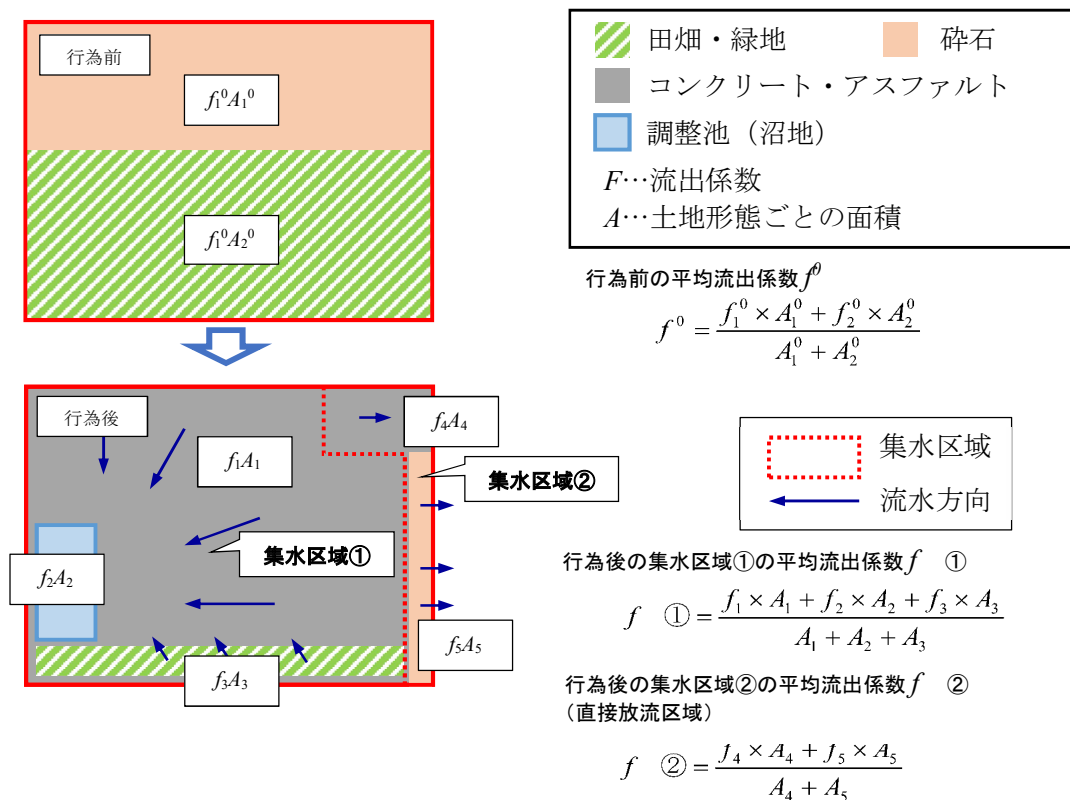 行為前
f₁⁰A₁⁰
f₁⁰A₂⁰
行為後
f₁A₁
f₄A₄
集水区域②
集水区域①
f₂A₂
f₃A₃
f₅A₅
田畑・緑地
砕石
コンクリート・アスファルト
調整池（沼地）
F…流出係数
A…土地形態ごとの面積
行為前の平均流出係数f⁰
f⁰ = (f₁⁰ × A₁⁰ + f₂⁰ × A₂⁰) / (A₁⁰ + A₂⁰)
集水区域
流水方向
行為後の集水区域①の平均流出係数f ①
f ① = (f₁ × A₁ + f₂ × A₂ + f₃ × A₃) / (A₁ + A₂ + A₃)
行為後の集水区域②の平均流出係数f ②
（直接放流区域）
f ② = (f₄ × A₄ + f₅ × A₅) / (A₄ + A₅)